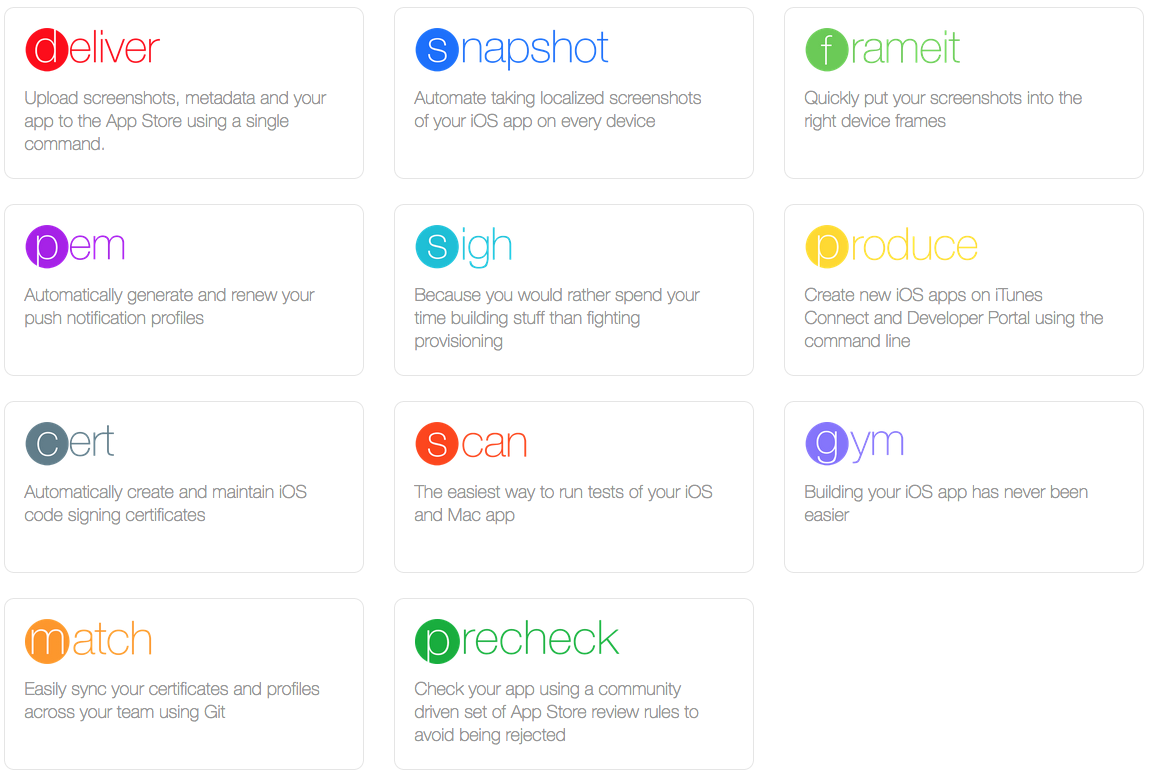 deliver
Upload screenshots, metadata and your
app to the App Store using a single
command.
snapshot
Automate taking localized screenshots
of your iOS app on every device
frameit
Quickly put your screenshots into the
right device frames
pem
Automatically generate and renew your
push notification profiles
sigh
Because you would rather spend your
time building stuff than fighting
provisioning
produce
Create new iOS apps on iTunes
Connect and Developer Portal using the
command line
cert
Automatically create and maintain iOS
code signing certificates
scan
The easiest way to run tests of your iOS
and Mac app
gym
Building your iOS app has never been
easier
match
Easily sync your certificates and profiles
across your team using Git
precheck
Check your app using a community
driven set of App Store review rules to
avoid being rejected